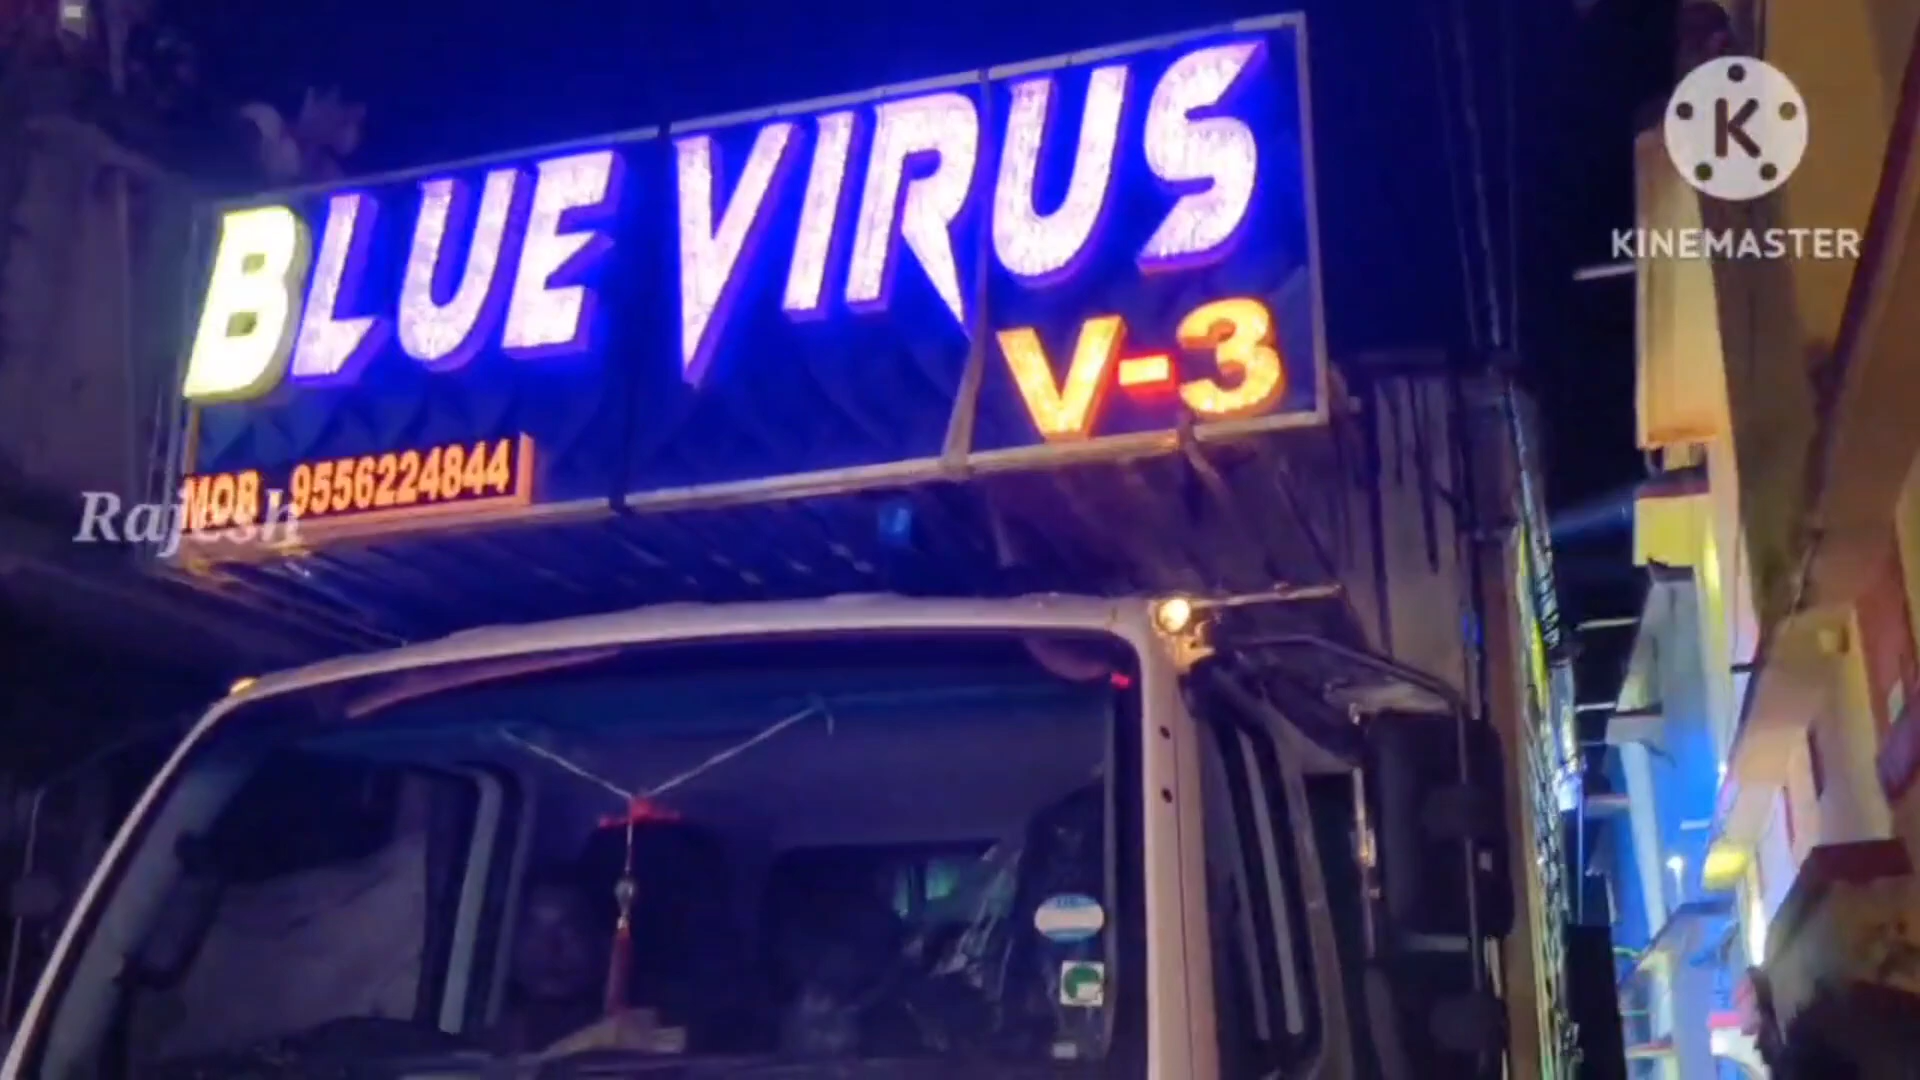 BLUE VIRUS
V-3
MOB - 9556224844
Rajesh
K
KINEMASTER